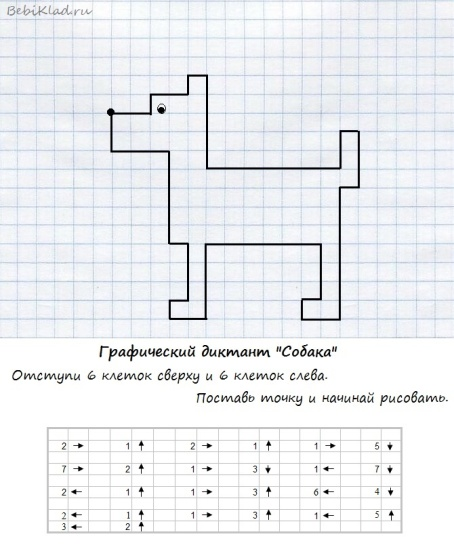 BebiKlad.ru
Графический диктант "Собака"
Отступи 6 клеток сверху и 6 клеток слева.
Поставь точку и начинай рисовать.
2 → 1 ↑ 2 → 1 ↑ 1 → 5 ↓
7 → 2 ↑ 1 → 3 ↓ 1 ← 7 ↓
2 ← 1 ↑ 1 → 3 ↑ 6 ← 4 ↓
2 ← 1 ↑ 1 → 3 ↑ 1 ← 5 ↑
3 ← 2 ↑